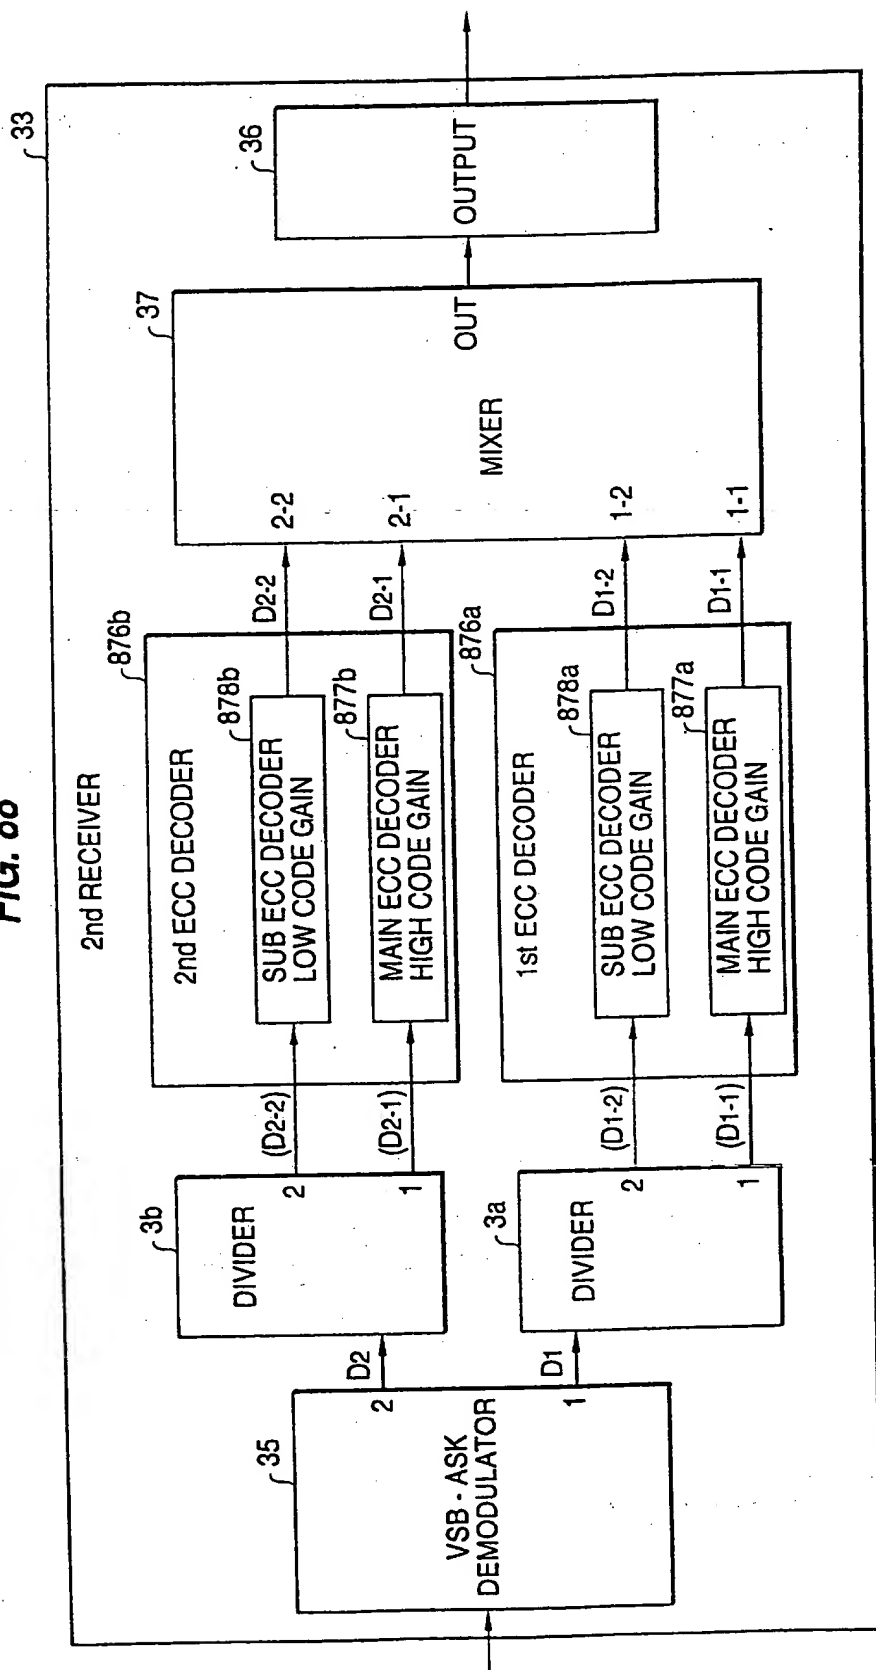 FIG. 88
2nd RECEIVER
33
35
VSB - ASK
DEMODULATOR
2
1
D2
D1
3b
DIVIDER
2
1
3a
DIVIDER
2
1
(D2-2)
(D2-1)
(D1-2)
(D1-1)
876b
2nd ECC DECODER
878b
SUB ECC DECODER
LOW CODE GAIN
877b
MAIN ECC DECODER
HIGH CODE GAIN
876a
1st ECC DECODER
878a
SUB ECC DECODER
LOW CODE GAIN
877a
MAIN ECC DECODER
HIGH CODE GAIN
D2-2
D2-1
D1-2
D1-1
37
2-2
2-1
1-2
1-1
MIXER
OUT
36
OUTPUT